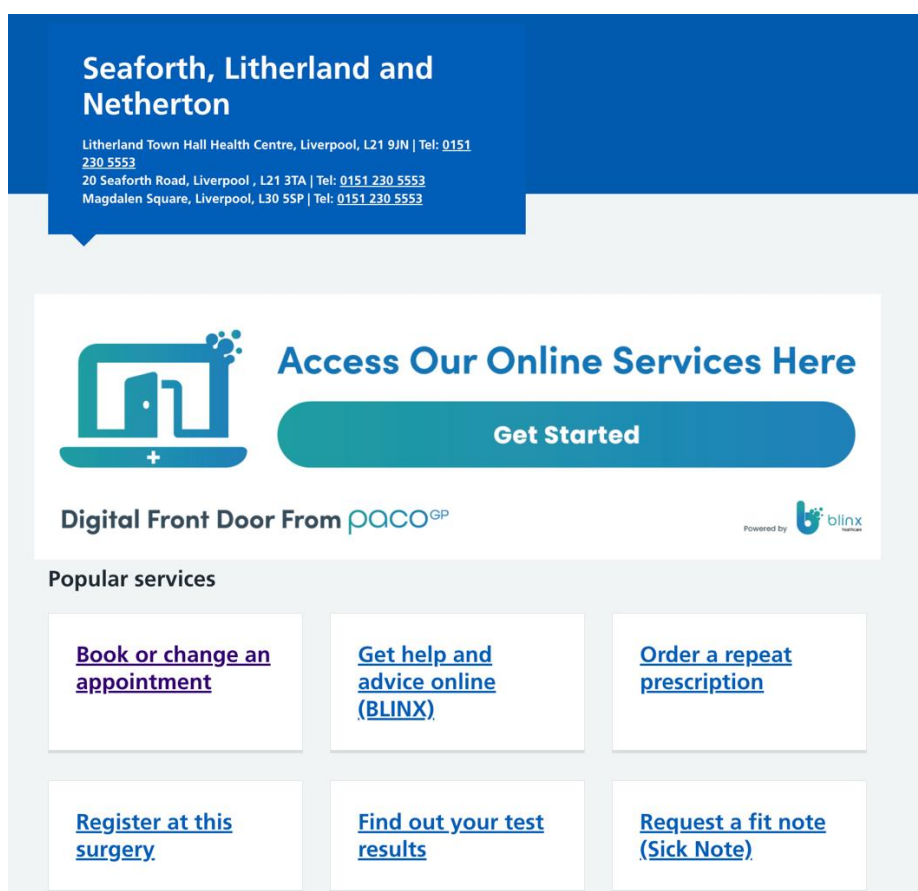 Seaforth, Litherland and
Netherton
Litherland Town Hall Health Centre, Liverpool, L21 9JN | Tel: 0151
230 5553
20 Seaforth Road, Liverpool , L21 3TA | Tel: 0151 230 5553
Magdalen Square, Liverpool, L30 5SP | Tel: 0151 230 5553
Access Our Online Services Here
Get Started
Digital Front Door From pacoGP
Powered by blinx
healthcare
Popular services
Book or change an
appointment
Get help and
advice online
(BLINX)
Order a repeat
prescription
Register at this
surgery
Find out your test
results
Request a fit note
(Sick Note)